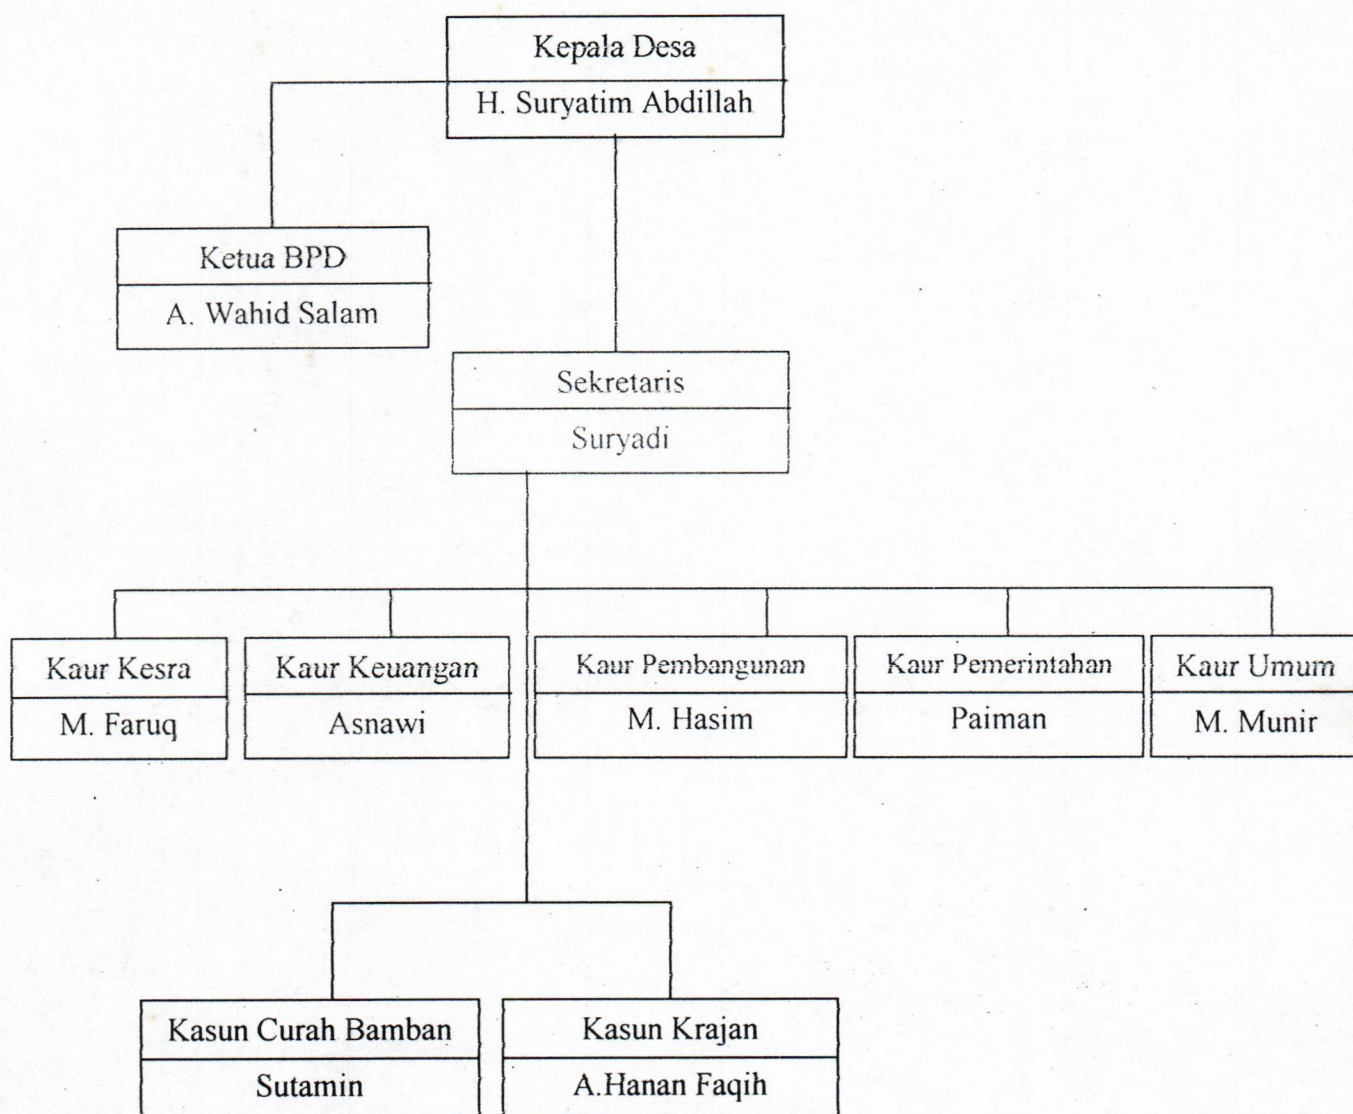 Kepala Desa
H. Suryatim Abdillah
Ketua BPD
A. Wahid Salam
Sekretaris
Suryadi
Kaur Kesra
M. Faruq
Kaur Keuangan
Asnawi
Kaur Pembangunan
M. Hasim
Kaur Pemerintahan
Paiman
Kaur Umum
M. Munir
Kasun Curah Bamban
Sutamin
Kasun Krajan
A.Hanan Faqih